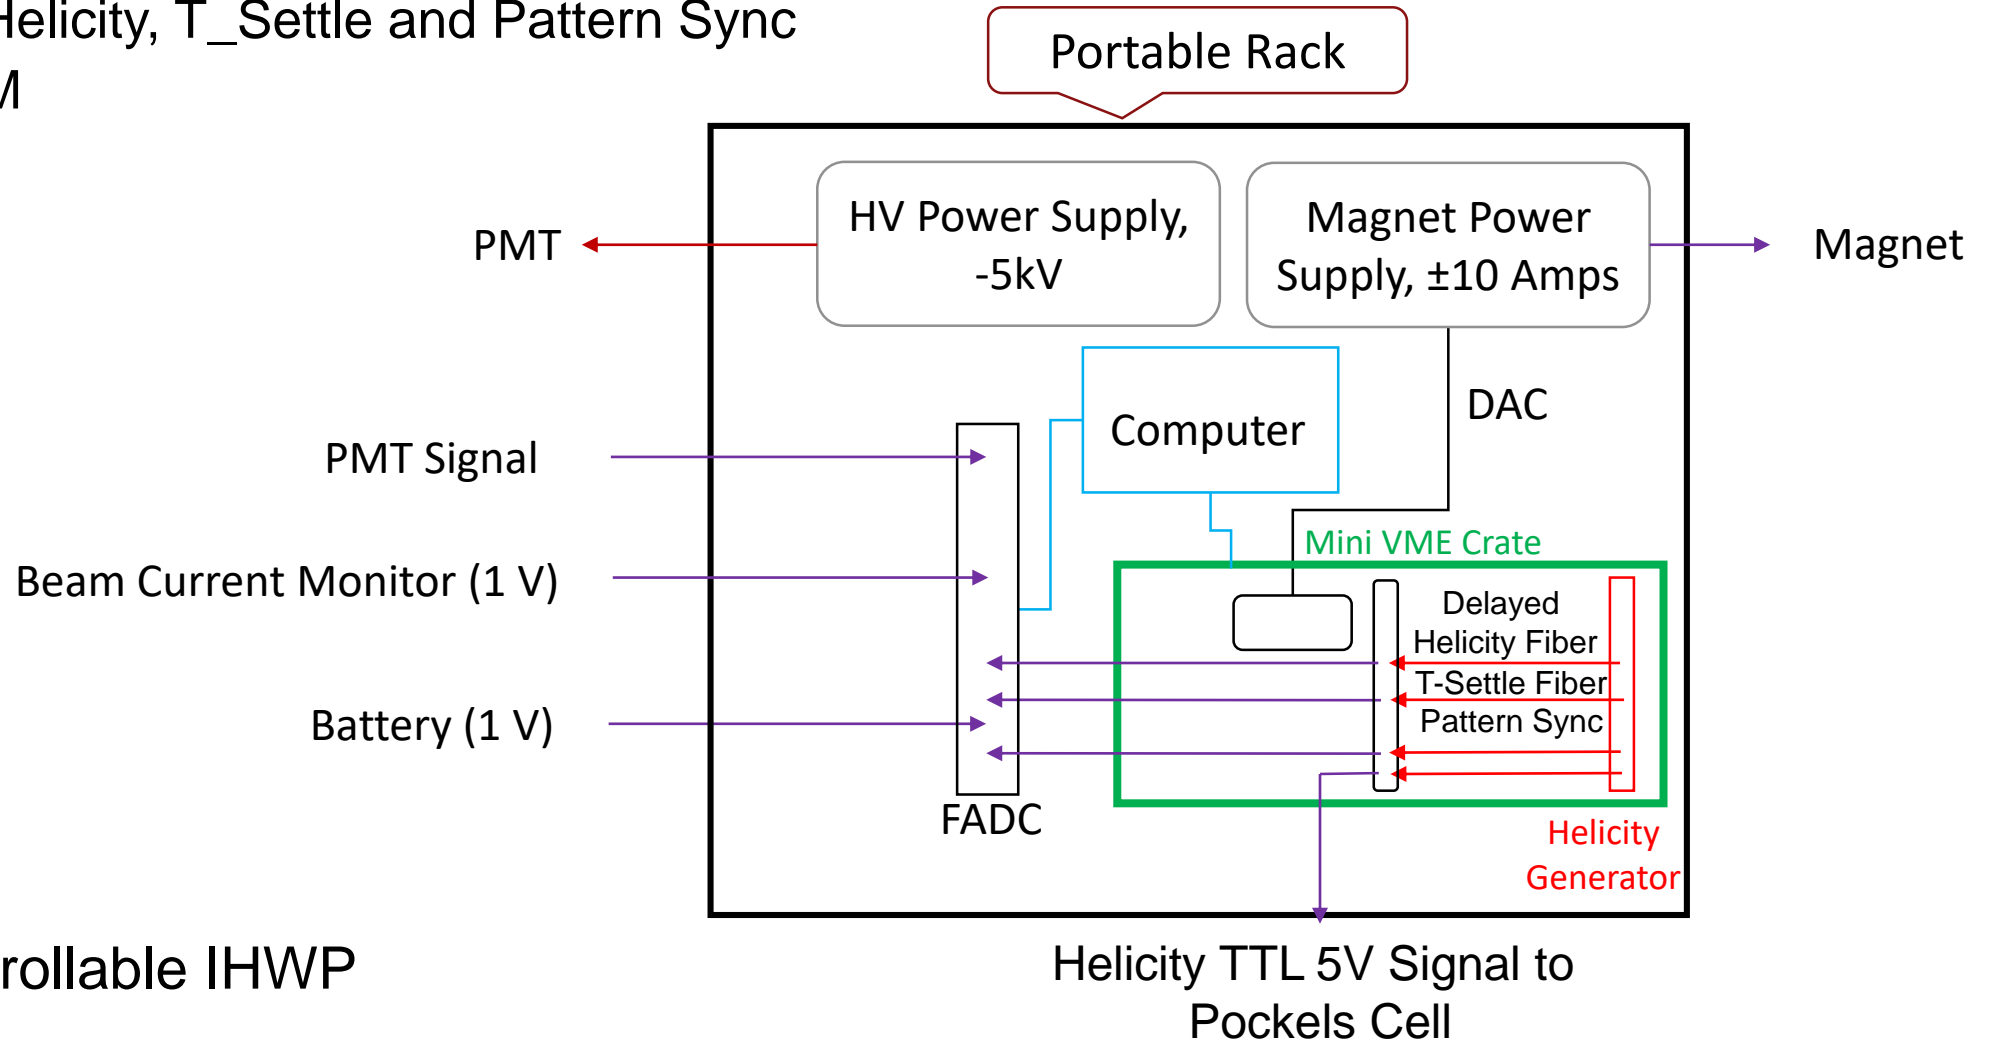 Helicity, T_Settle and Pattern Sync
Portable Rack
HV Power Supply,
-5kV
Magnet Power
Supply, ±10 Amps
PMT
Magnet
DAC
Computer
PMT Signal
Mini VME Crate
Beam Current Monitor (1 V)
Delayed
Helicity Fiber
T-Settle Fiber
Pattern Sync
Battery (1 V)
FADC
Helicity
Generator
rollable IHWP
Helicity TTL 5V Signal to
Pockels Cell